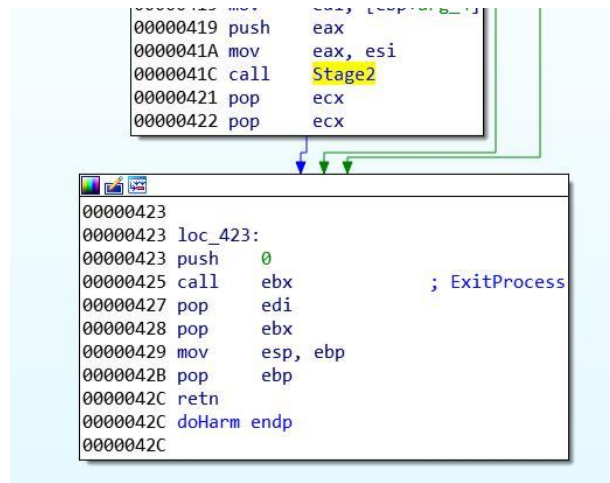 00000419 push eax
0000041A mov eax, esi
0000041C call Stage2
00000421 pop ecx
00000422 pop ecx
00000423
00000423 loc_423:
00000423 push 0
00000425 call ebx ; ExitProcess
00000427 pop edi
00000428 pop ebx
00000429 mov esp, ebp
0000042B pop ebp
0000042C retn
0000042C doHarm endp
0000042C